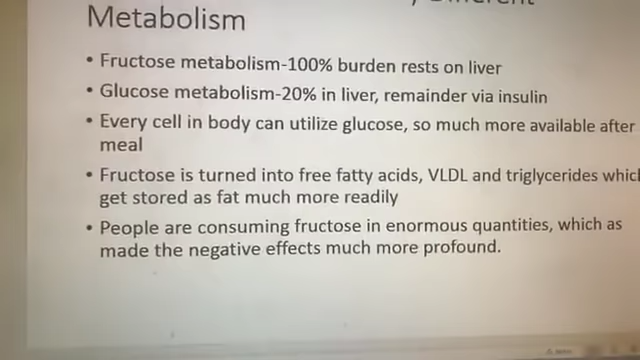 Metabolism
• Fructose metabolism-100% burden rests on liver
• Glucose metabolism-20% in liver, remainder via insulin
• Every cell in body can utilize glucose, so much more available after
meal
• Fructose is turned into free fatty acids, VLDL and triglycerides which
get stored as fat much more readily
• People are consuming fructose in enormous quantities, which as
made the negative effects much more profound.